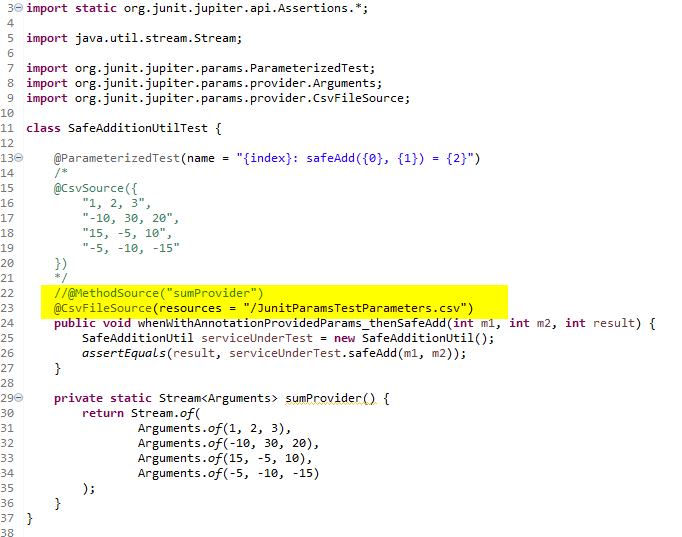 3 import static org.junit.jupiter.api.Assertions.*;
4
5 import java.util.stream.Stream;
6
7 import org.junit.jupiter.params.ParameterizedTest;
8 import org.junit.jupiter.params.provider.Arguments;
9 import org.junit.jupiter.params.provider.CsvFileSource;
10
11 class SafeAdditionUtilTest {
12
13     @ParameterizedTest(name = "{index}: safeAdd({0}, {1}) = {2}")
14     /*
15     @CsvSource({
16         "1, 2, 3",
17         "-10, 30, 20",
18         "15, -5, 10",
19         "-5, -10, -15"
20     })
21     */
22     //@MethodSource("sumProvider")
23     @CsvFileSource(resources = "/JunitParamsTestParameters.csv")
24     public void whenWithAnnotationProvidedParams_thenSafeAdd(int m1, int m2, int result) {
25         SafeAdditionUtil serviceUnderTest = new SafeAdditionUtil();
26         assertEquals(result, serviceUnderTest.safeAdd(m1, m2));
27     }
28
29     private static Stream<Arguments> sumProvider() {
30         return Stream.of(
31                 Arguments.of(1, 2, 3),
32                 Arguments.of(-10, 30, 20),
33                 Arguments.of(15, -5, 10),
34                 Arguments.of(-5, -10, -15)
35         );
36     }
37 }
38